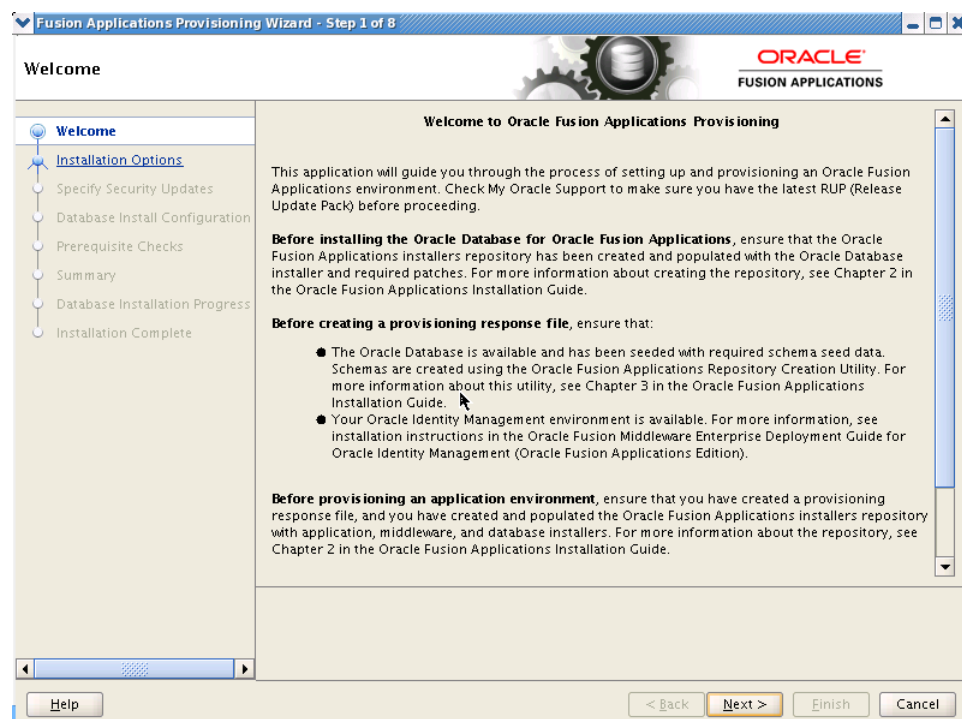 Fusion Applications Provisioning Wizard - Step 1 of 8
Welcome
ORACLE
FUSION APPLICATIONS
Welcome
Installation Options
Specify Security Updates
Database Install Configuration
Prerequisite Checks
Summary
Database Installation Progress
Installation Complete
Welcome to Oracle Fusion Applications Provisioning
This application will guide you through the process of setting up and provisioning an Oracle Fusion
Applications environment. Check My Oracle Support to make sure you have the latest RUP (Release
Update Pack) before proceeding.
Before installing the Oracle Database for Oracle Fusion Applications, ensure that the Oracle
Fusion Applications installers repository has been created and populated with the Oracle Database
installer and required patches. For more information about creating the repository, see Chapter 2 in
the Oracle Fusion Applications Installation Guide.
Before creating a provisioning response file, ensure that:
● The Oracle Database is available and has been seeded with required schema seed data.
Schemas are created using the Oracle Fusion Applications Repository Creation Utility. For
more information about this utility, see Chapter 3 in the Oracle Fusion Applications
Installation Guide.
● Your Oracle Identity Management environment is available. For more information, see
installation instructions in the Oracle Fusion Middleware Enterprise Deployment Guide for
Oracle Identity Management (Oracle Fusion Applications Edition).
Before provisioning an application environment, ensure that you have created a provisioning
response file, and you have created and populated the Oracle Fusion Applications installers repository
with application, middleware, and database installers. For more information about the repository, see
Chapter 2 in the Oracle Fusion Applications Installation Guide.
Help
< Back
Next >
Finish
Cancel